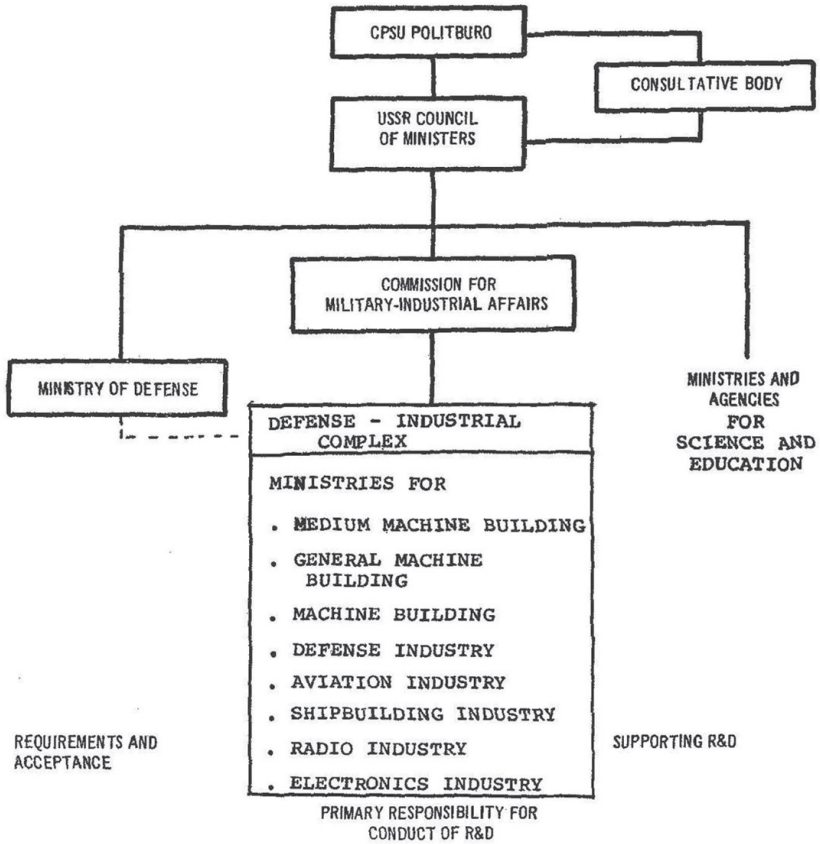 CPSU POLITBURO
CONSULTATIVE BODY
USSR COUNCIL
OF MINISTERS
COMMISSION FOR
MILITARY-INDUSTRIAL AFFAIRS
MINISTRY OF DEFENSE
MINISTRIES AND
AGENCIES
FOR
SCIENCE AND
EDUCATION
DEFENSE - INDUSTRIAL
COMPLEX
MINISTRIES FOR
. MEDIUM MACHINE BUILDING
. GENERAL MACHINE
BUILDING
. MACHINE BUILDING
. DEFENSE INDUSTRY
. AVIATION INDUSTRY
. SHIPBUILDING INDUSTRY
. RADIO INDUSTRY
. ELECTRONICS INDUSTRY
REQUIREMENTS AND
ACCEPTANCE
SUPPORTING R&D
PRIMARY RESPONSIBILITY FOR
CONDUCT OF R&D